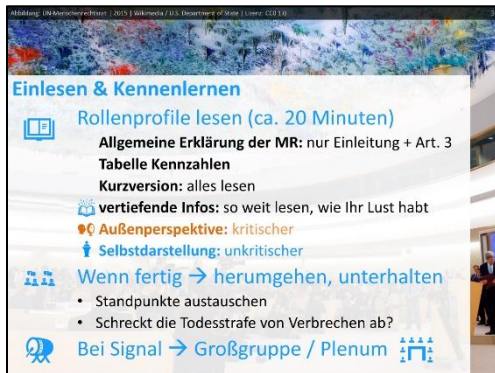 Abbildung: UN-Menschenrechtsrat | 2015 | Wikimedia / U.S. Department of State | Lizenz: CC0 1.0
Einlesen & Kennenlernen
Rollenprofile lesen (ca. 20 Minuten)
Allgemeine Erklärung der MR: nur Einleitung + Art. 3
Tabelle Kennzahlen
Kurzversion: alles lesen
vertiefende Infos: so weit lesen, wie Ihr Lust habt
Außenperspektive: kritischer
Selbstdarstellung: unkritischer
Wenn fertig → herumgehen, unterhalten
• Standpunkte austauschen
• Schreckt die Todesstrafe von Verbrechen ab?
Bei Signal → Großgruppe / Plenum